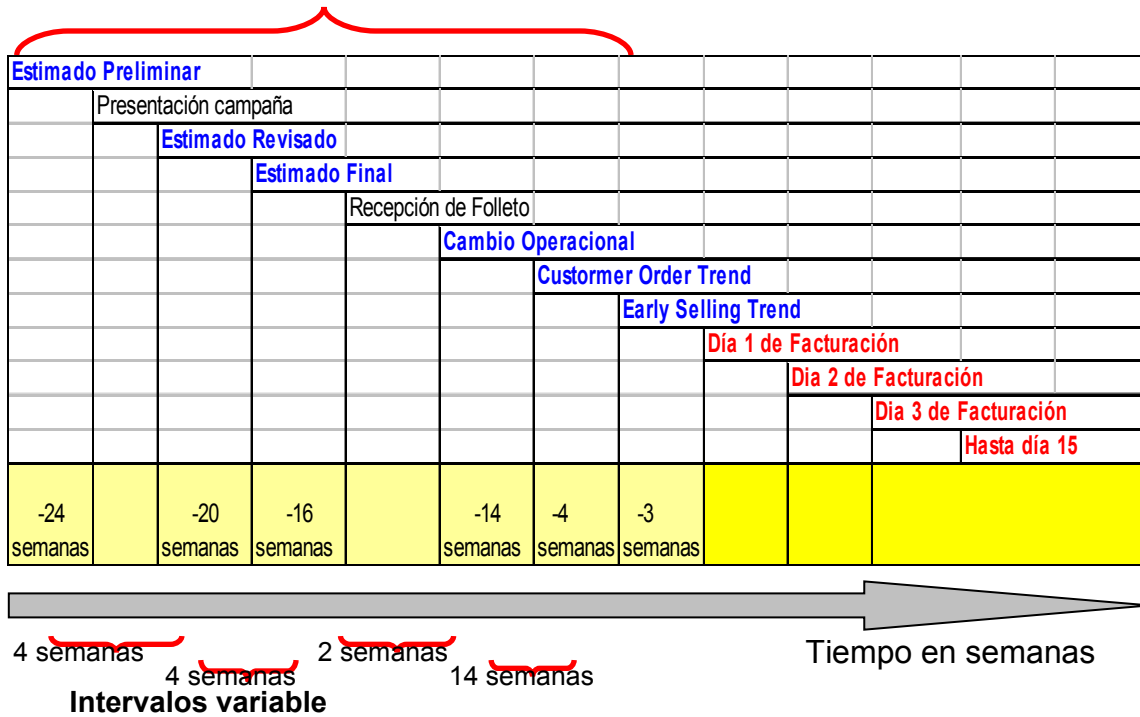 Estimado Preliminar
Presentación campaña
Estimado Revisado
Estimado Final
Recepción de Folleto
Cambio Operacional
Custormer Order Trend
Early Selling Trend
Día 1 de Facturación
Dia 2 de Facturación
Dia 3 de Facturación
Hasta día 15
-24 -20 -16 -14 -4 -3
semanas semanas semanas semanas semanas semanas
4 semanas 2 semanas Tiempo en semanas
4 semanas 14 semanas
Intervalos variable